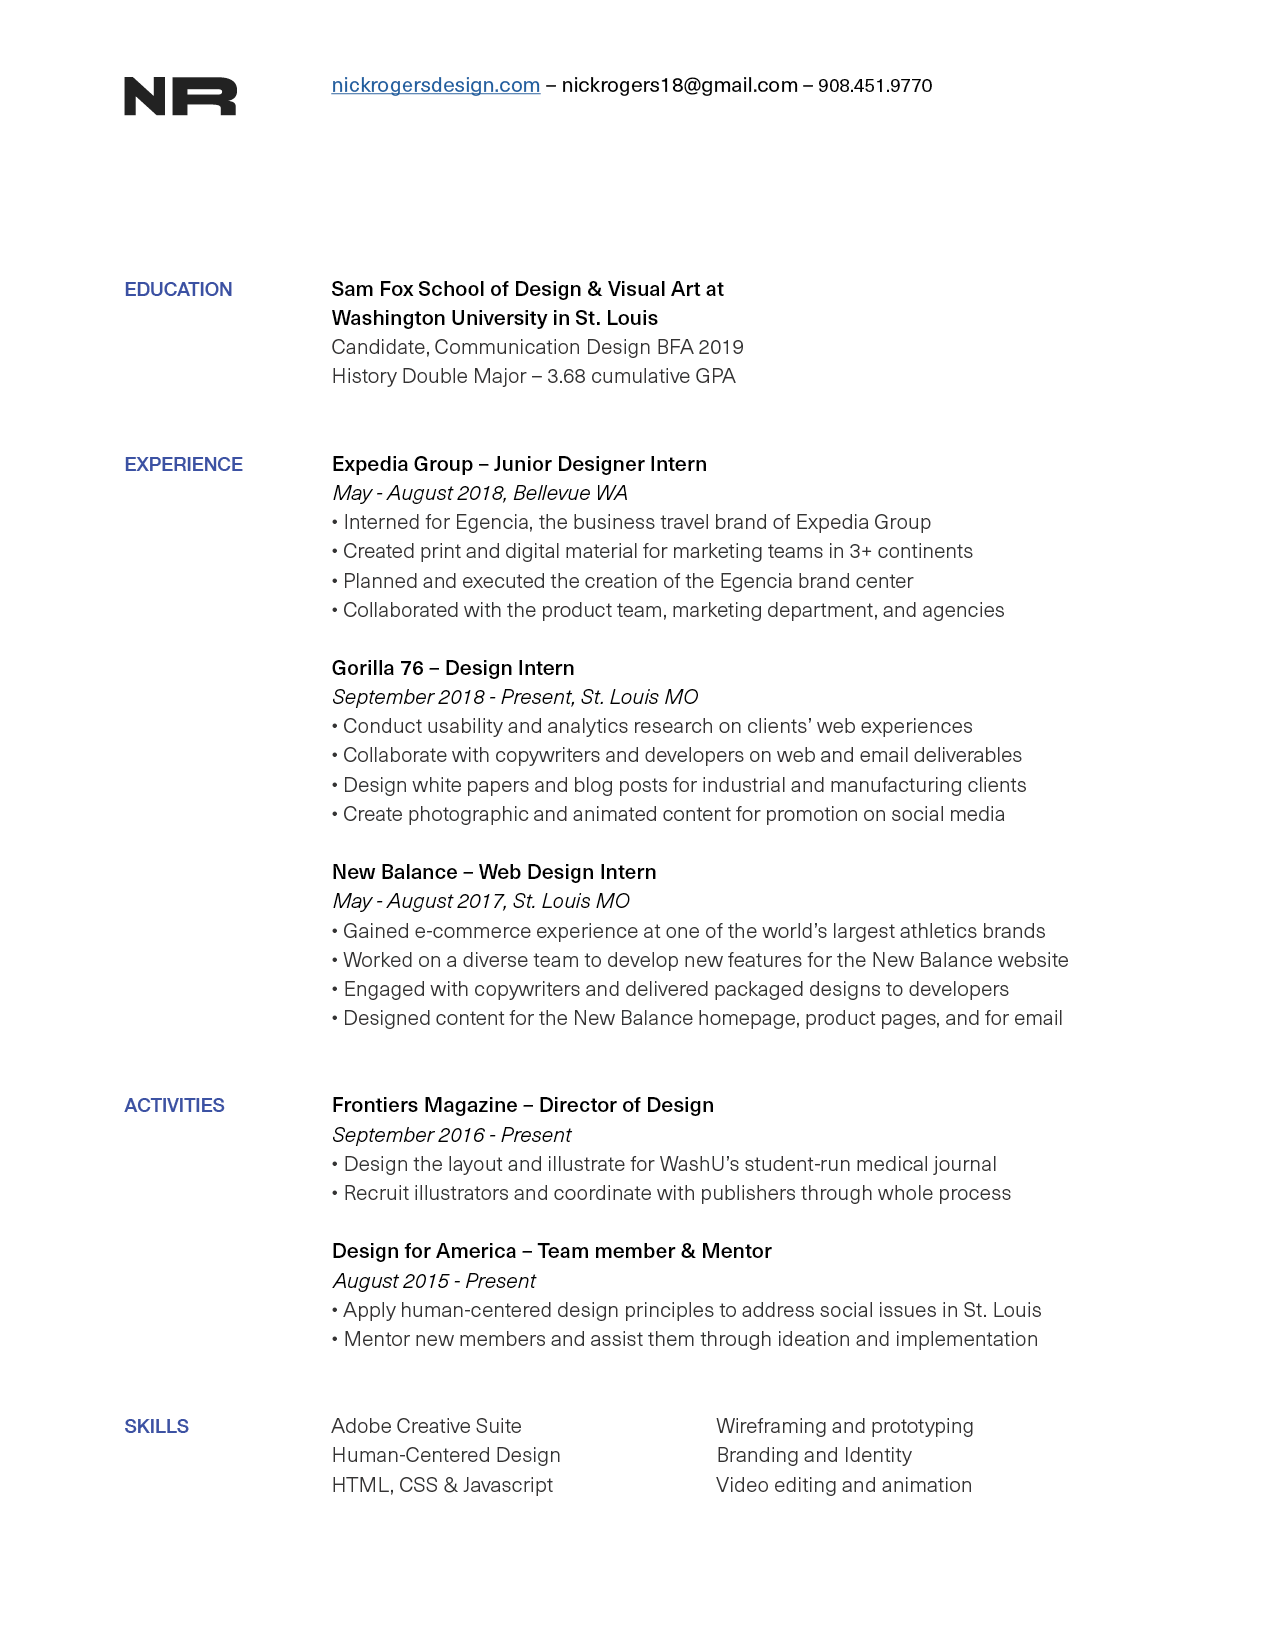 NR
nickrogersdesign.com – nickrogers18@gmail.com – 908.451.9770
EDUCATION
Sam Fox School of Design & Visual Art at
Washington University in St. Louis
Candidate, Communication Design BFA 2019
History Double Major – 3.68 cumulative GPA
EXPERIENCE
Expedia Group – Junior Designer Intern
May - August 2018, Bellevue WA
• Interned for Egencia, the business travel brand of Expedia Group
• Created print and digital material for marketing teams in 3+ continents
• Planned and executed the creation of the Egencia brand center
• Collaborated with the product team, marketing department, and agencies
Gorilla 76 – Design Intern
September 2018 - Present, St. Louis MO
• Conduct usability and analytics research on clients’ web experiences
• Collaborate with copywriters and developers on web and email deliverables
• Design white papers and blog posts for industrial and manufacturing clients
• Create photographic and animated content for promotion on social media
New Balance – Web Design Intern
May - August 2017, St. Louis MO
• Gained e-commerce experience at one of the world’s largest athletics brands
• Worked on a diverse team to develop new features for the New Balance website
• Engaged with copywriters and delivered packaged designs to developers
• Designed content for the New Balance homepage, product pages, and for email
ACTIVITIES
Frontiers Magazine – Director of Design
September 2016 - Present
• Design the layout and illustrate for WashU’s student-run medical journal
• Recruit illustrators and coordinate with publishers through whole process
Design for America – Team member & Mentor
August 2015 - Present
• Apply human-centered design principles to address social issues in St. Louis
• Mentor new members and assist them through ideation and implementation
SKILLS
Adobe Creative Suite
Human-Centered Design
HTML, CSS & Javascript
Wireframing and prototyping
Branding and Identity
Video editing and animation